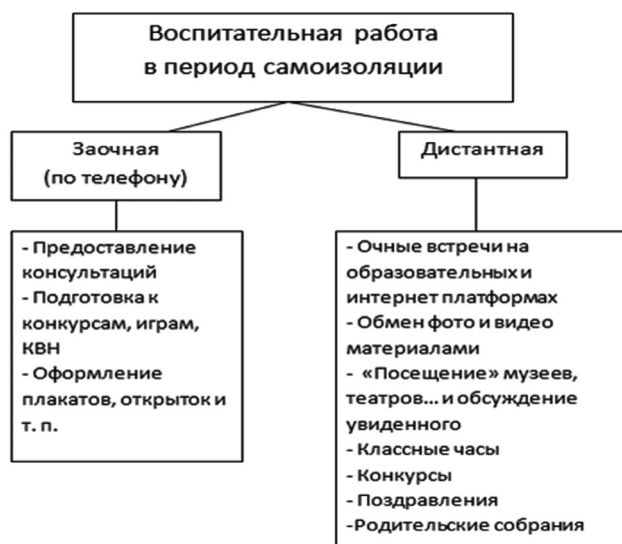 Воспитательная работа
в период самоизоляции
Заочная
(по телефону)
Дистантная
- Предоставление
консультаций
- Подготовка к
конкурсам, играм,
КВН
- Оформление
плакатов, открыток и
т. п.
- Очные встречи на
образовательных и
интернет платформах
- Обмен фото и видео
материалами
- «Посещение» музеев,
театров... и обсуждение
увиденного
- Классные часы
- Конкурсы
- Поздравления
-Родительские собрания